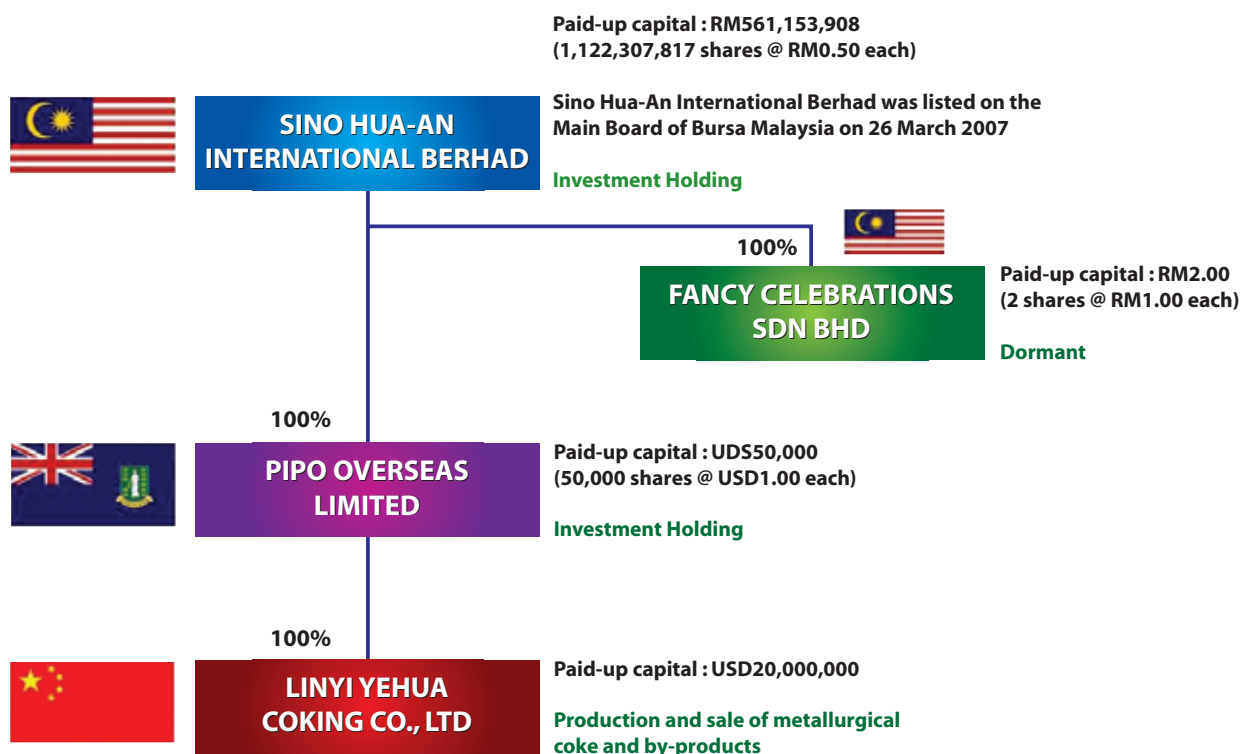 Paid-up capital : RM561,153,908
(1,122,307,817 shares @ RM0.50 each)
Sino Hua-An International Berhad was listed on the
Main Board of Bursa Malaysia on 26 March 2007
SINO HUA-AN
INTERNATIONAL BERHAD
Investment Holding
100%
FANCY CELEBRATIONS
SDN BHD
Paid-up capital : RM2.00
(2 shares @ RM1.00 each)
Dormant
100%
PIPO OVERSEAS
LIMITED
Paid-up capital : UDS50,000
(50,000 shares @ USD1.00 each)
Investment Holding
100%
LINYI YEHUA
COKING CO., LTD
Paid-up capital : USD20,000,000
Production and sale of metallurgical
coke and by-products